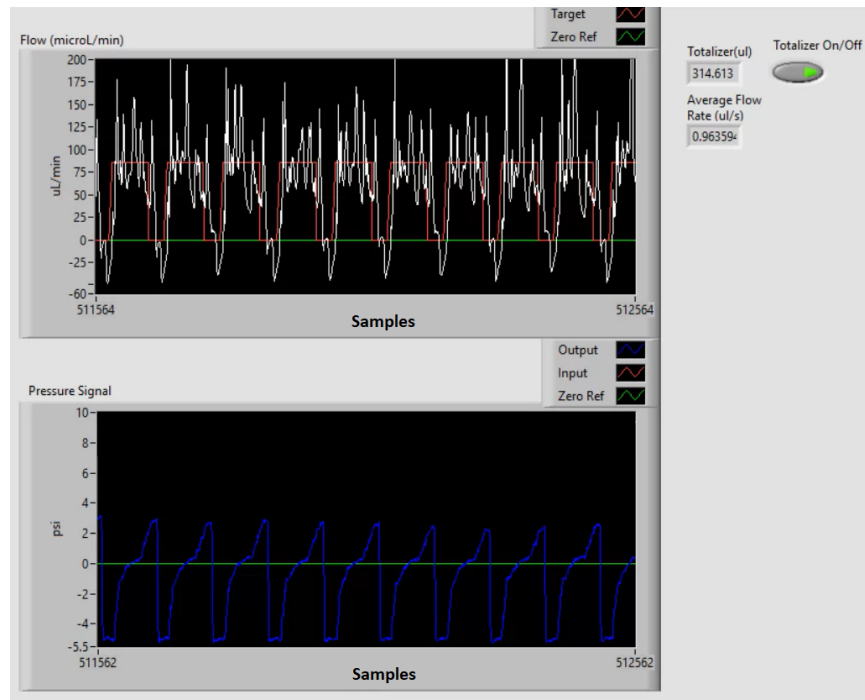 Target
Flow (microL/min)
Zero Ref
Totalizer(ul)
Totalizer On/Off
314.613
Average Flow
Rate (ul/s)
0.96359
200
175
150
125
100
75
50
25
0
-25
-60
uL/min
511564
512564
Samples
Output
Input
Zero Ref
Pressure Signal
10
8
6
4
2
0
-2
-4
-5.5
psi
511562
512562
Samples